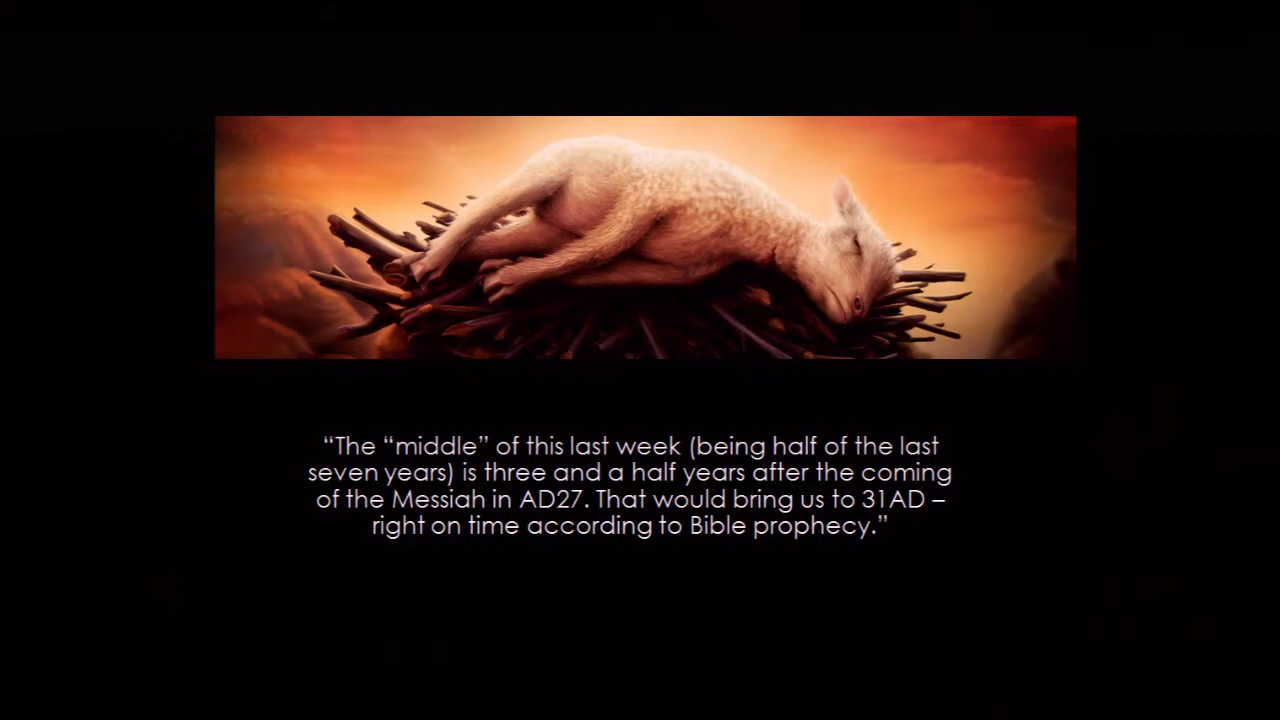 “The “middle” of this last week (being half of the last
seven years) is three and a half years after the coming
of the Messiah in AD27. That would bring us to 31AD –
right on time according to Bible prophecy.”